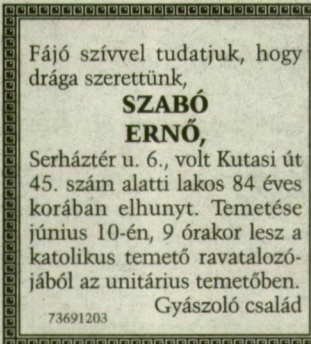 Fájó szívvel tudatjuk, hogy
drága szerettünk,
SZABÓ
ERNŐ,
Serháztér u. 6., volt Kutasi út
45. szám alatti lakos 84 éves
korában elhunyt. Temetése
június 10-én, 9 órakor lesz a
katolikus temető ravatalozó-
jából az unitárius temetőben.
Gyászoló család
73691203